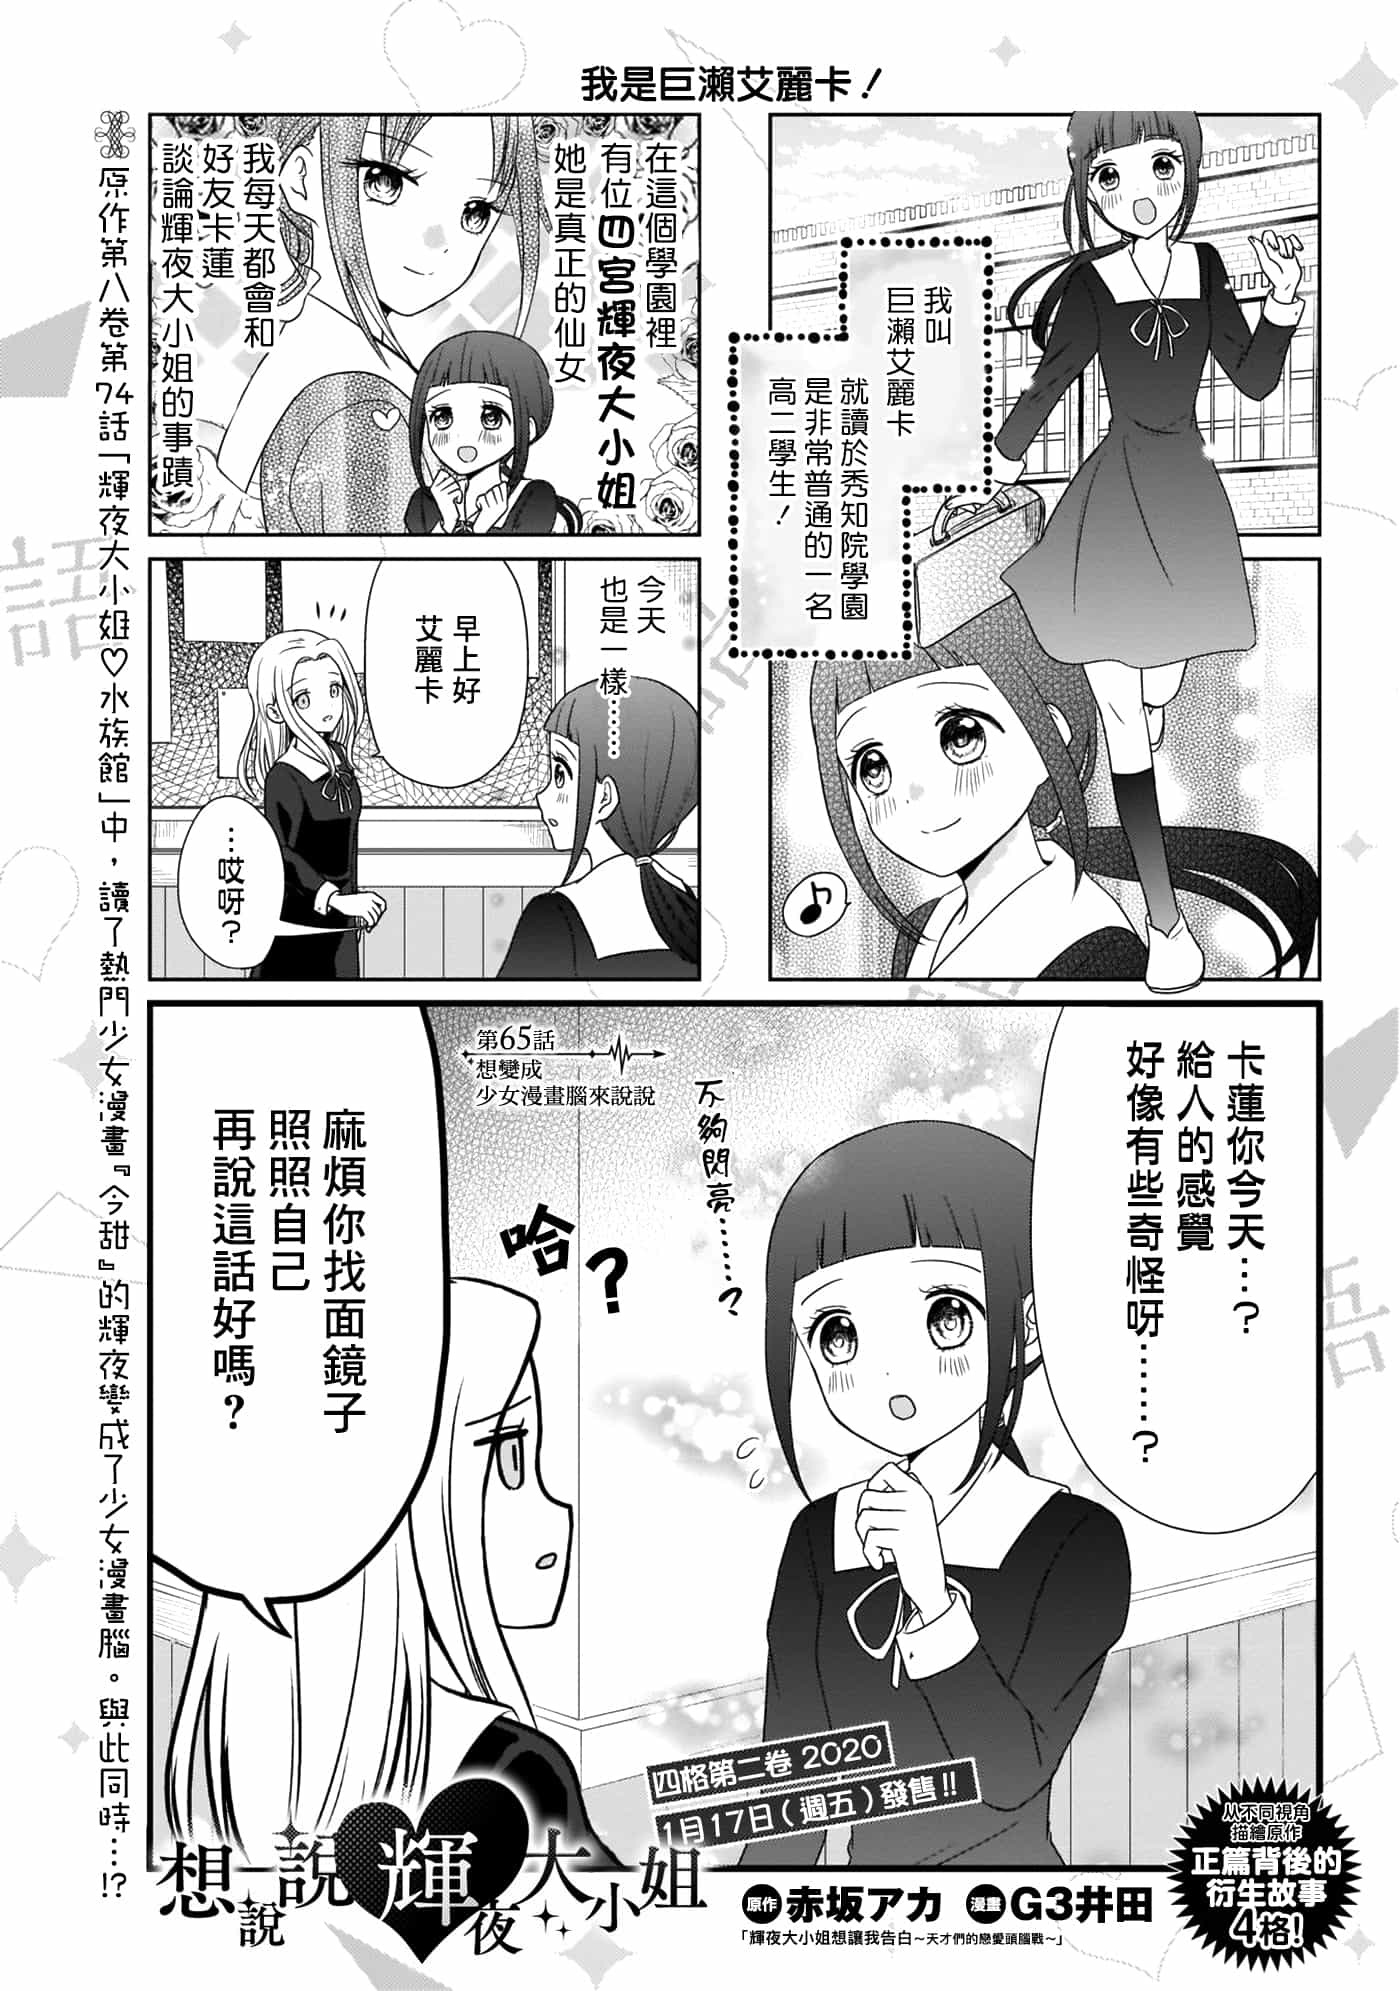 我是巨瀨艾麗卡！
我叫
巨瀨艾麗卡
就讀於秀知院學園
是非常普通的一名
高二學生！
在這個學園裡
有位四宮輝夜大小姐
她是真正的仙女
我每天都會和
好友卡蓮
談論輝夜大小姐的事蹟
今天
也是一樣……
早上好
艾麗卡
…哎呀？
卡蓮你今天…？
給人的感覺
好像有些奇怪呀……？
不夠閃亮……？
第65話
想變成
少女漫畫腦來說說
哈？
麻煩你找面鏡子
照照自己
再說這話好嗎？
原作第八卷第74話「輝夜大小姐♡水族館」中，讀了熱門少女漫畫『今甜』的輝夜變成了少女漫畫腦。與此同時…!?
四格第二卷 2020
1月17日（週五）發售!!
想說說輝夜大小姐
原作 赤坂アカ 漫畫 G3井田
「輝夜大小姐想讓我告白~天才們的戀愛頭腦戰~」
从不同視角
描繪原作
正篇背後的
衍生故事
4格!